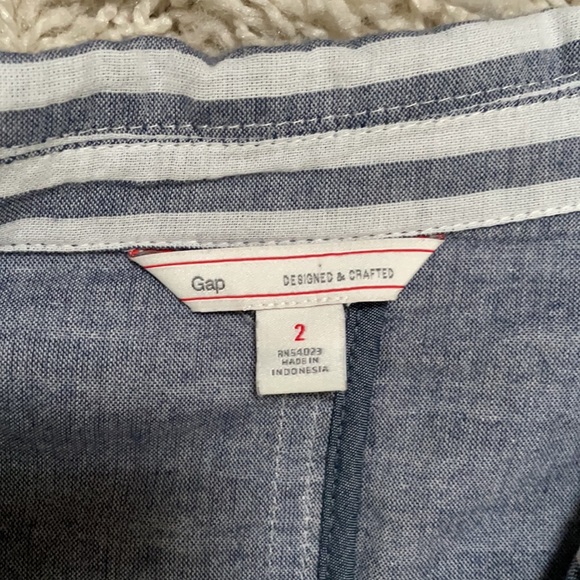 Gap DESIGNED & CRAFTED
2
RN54023
MADE IN
INDONESIA